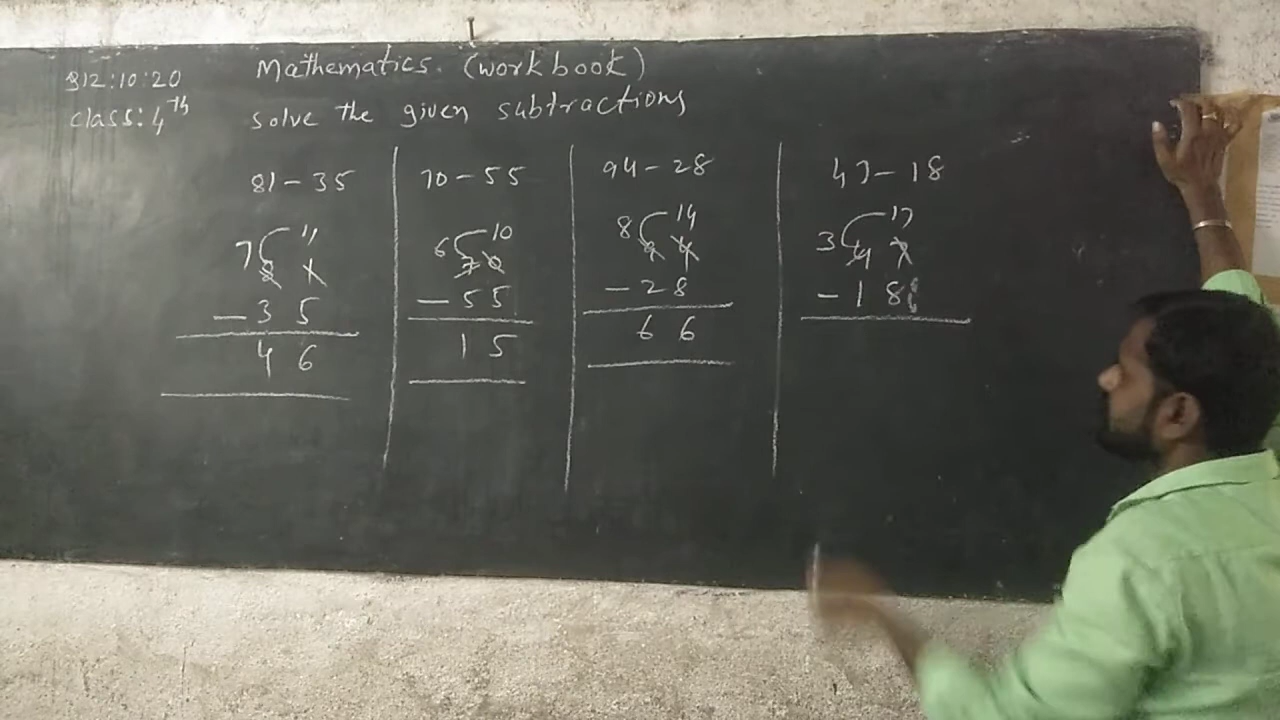 312:10:20
Mathematics. (workbook)
class: 4th
solve the given subtractions
81-35
7 11
8 1
- 3 5
4 6
70-55
6 10
7 0
- 5 5
1 5
94-28
8 14
9 4
- 2 8
6 6
47-18
3 17
4 7
- 1 8